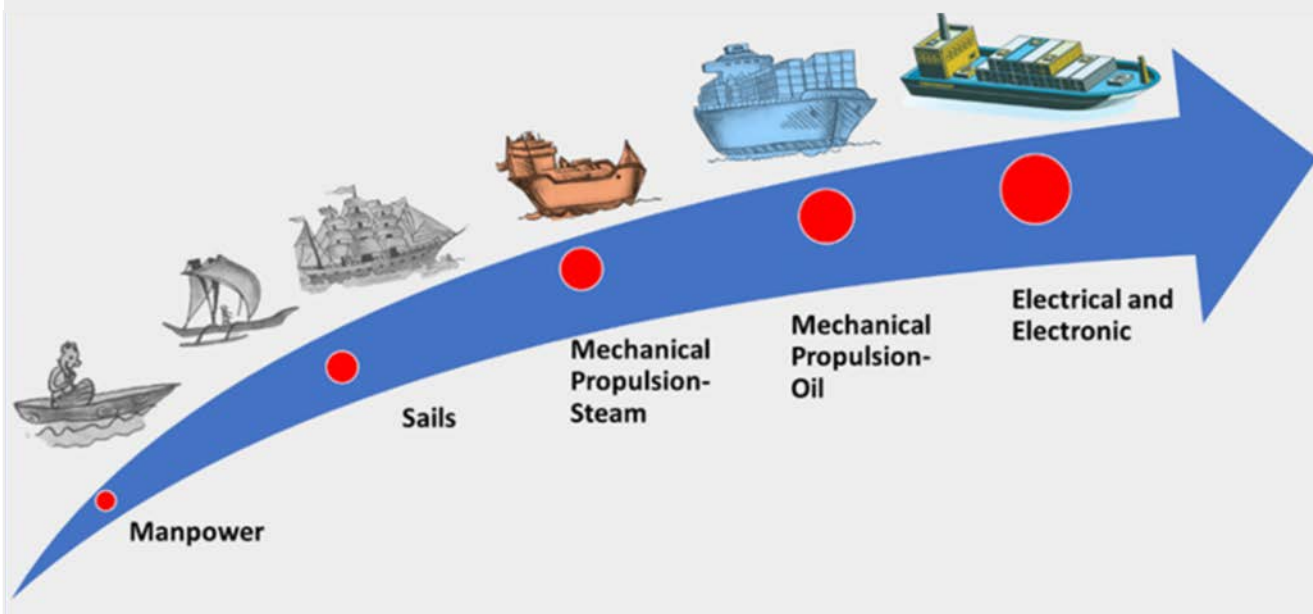 Manpower
Sails
Mechanical
Propulsion-
Steam
Mechanical
Propulsion-
Oil
Electrical and
Electronic